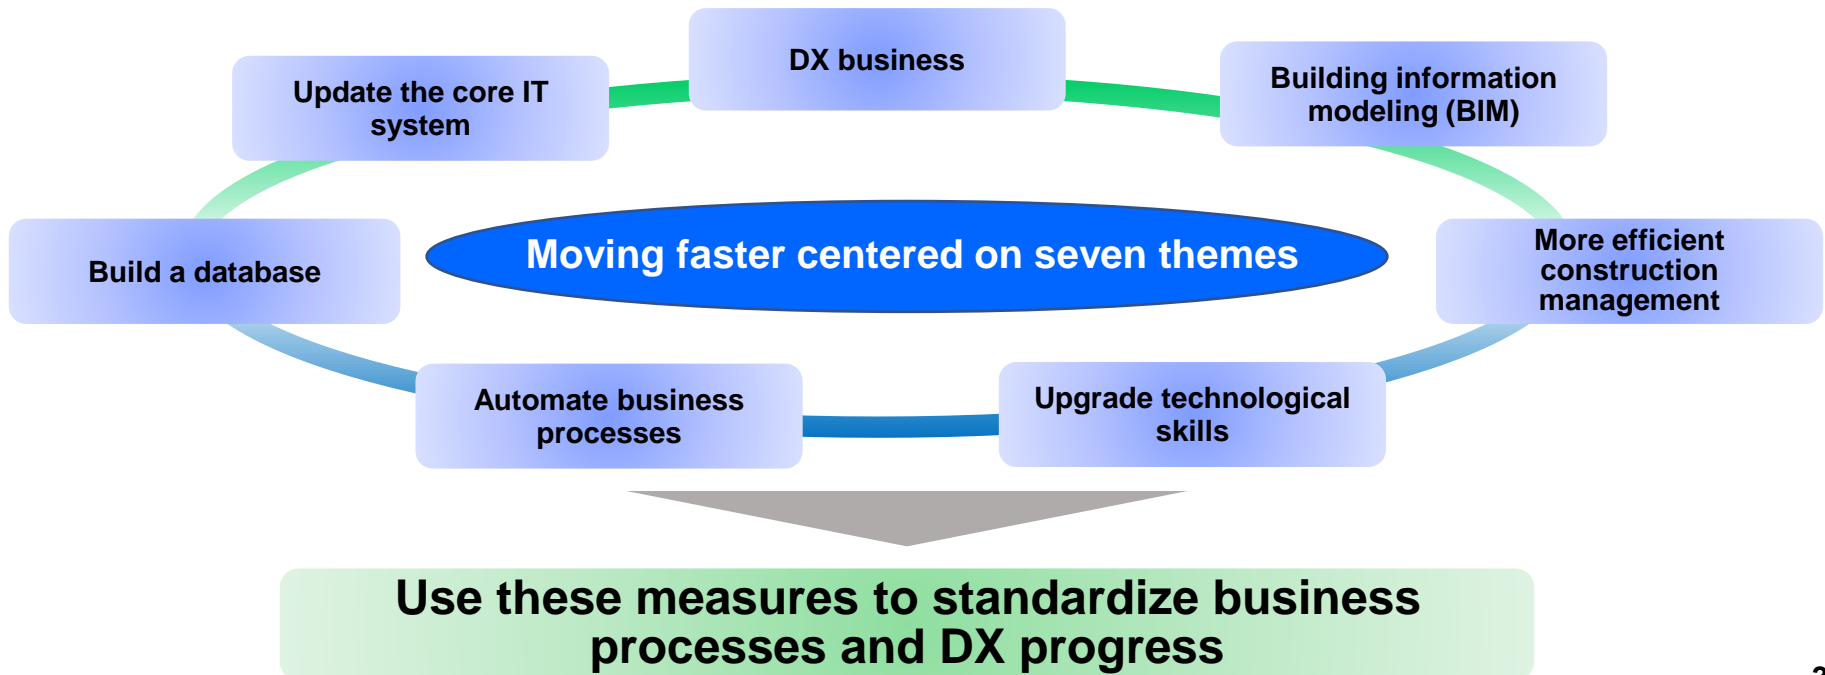 DX business
Update the core IT
system
Building information
modeling (BIM)
Build a database
Moving faster centered on seven themes
More efficient
construction
management
Automate business
processes
Upgrade technological
skills
Use these measures to standardize business
processes and DX progress